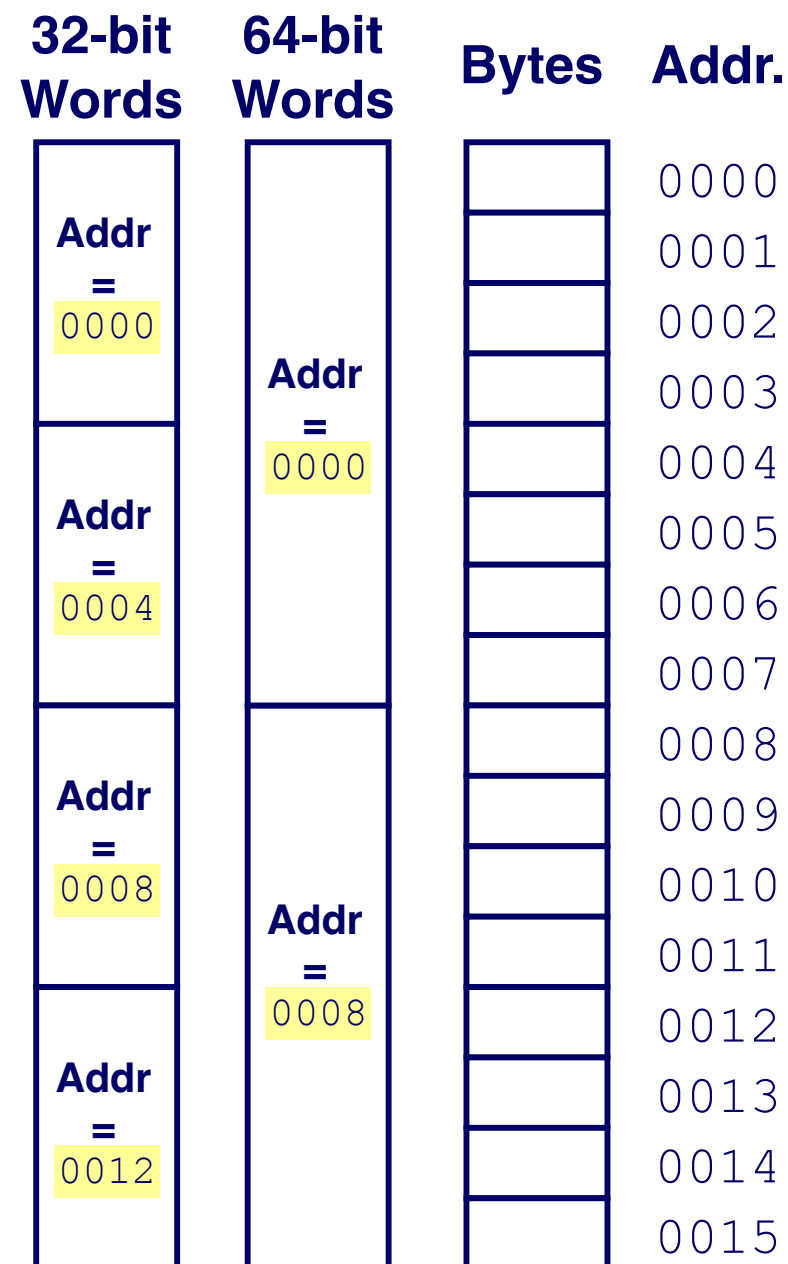 32-bit Words
64-bit Words
Bytes
Addr.
Addr
=
0000
Addr
=
0004
Addr
=
0008
Addr
=
0012
Addr
=
0000
Addr
=
0008
0000
0001
0002
0003
0004
0005
0006
0007
0008
0009
0010
0011
0012
0013
0014
0015